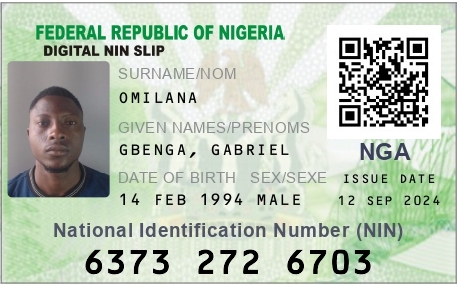 FEDERAL REPUBLIC OF NIGERIA
DIGITAL NIN SLIP
SURNAME/NOM
OMILANA
GIVEN NAMES/PRENOMS
GBENGA, GABRIEL
DATE OF BIRTH SEX/SEXE
14 FEB 1994 MALE
NGA
ISSUE DATE
12 SEP 2024
National Identification Number (NIN)
6373 272 6703